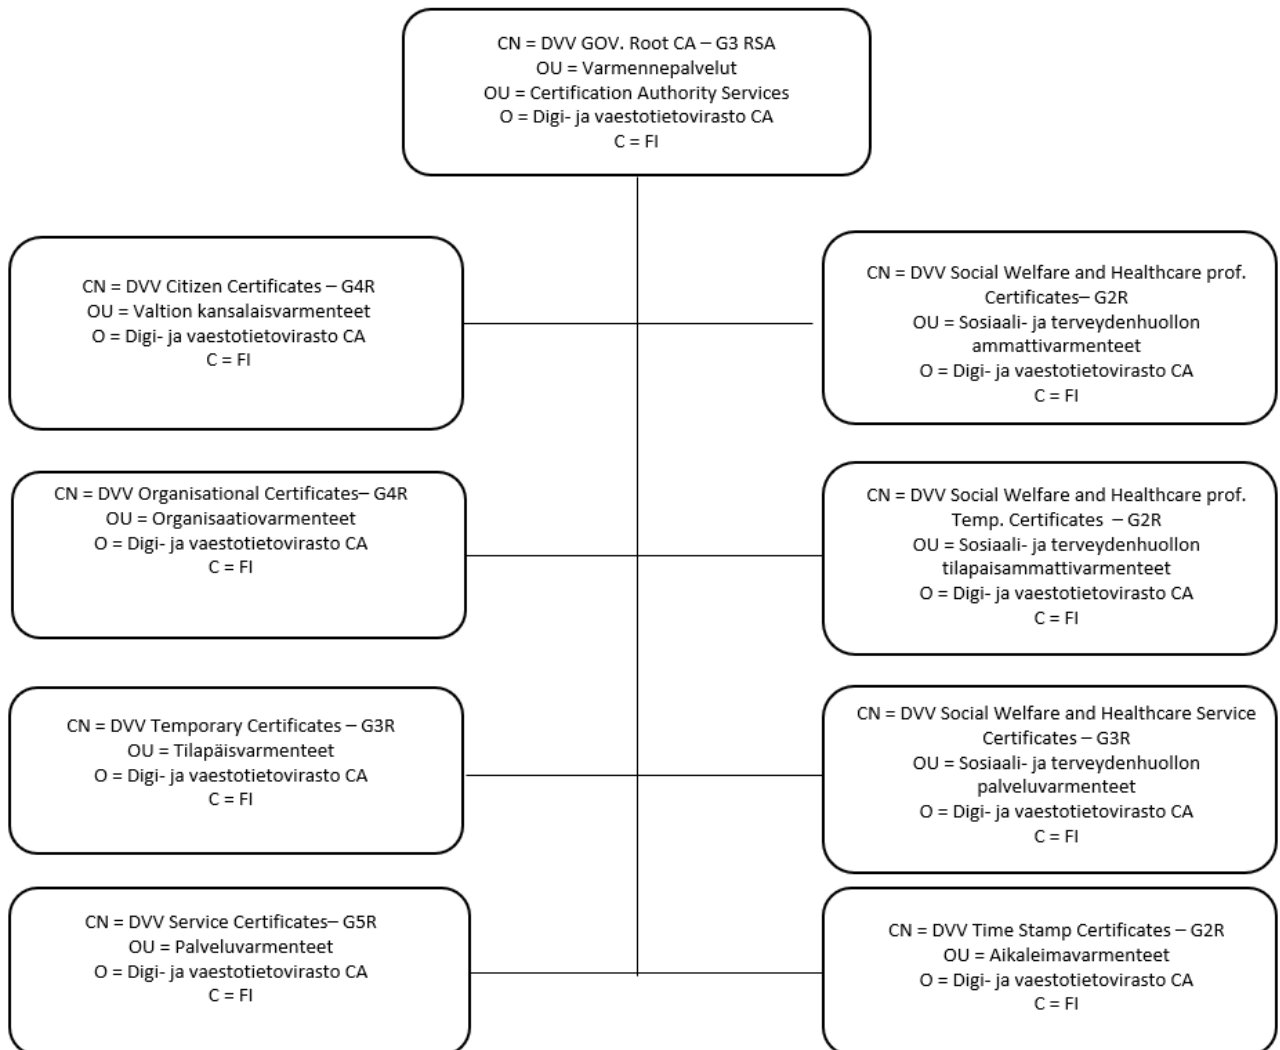 CN = DVV GOV. Root CA – G3 RSA
OU = Varmennepalvelut
OU = Certification Authority Services
O = Digi- ja vaestotietovirasto CA
C = FI
CN = DVV Citizen Certificates – G4R
OU = Valtion kansalaisvarmenteet
O = Digi- ja vaestotietovirasto CA
C = FI
CN = DVV Social Welfare and Healthcare prof.
Certificates– G2R
OU = Sosiaali- ja terveydenhuollon
ammattivarmenteet
O = Digi- ja vaestotietovirasto CA
C = FI
CN = DVV Organisational Certificates– G4R
OU = Organisaatiovarmenteet
O = Digi- ja vaestotietovirasto CA
C = FI
CN = DVV Social Welfare and Healthcare prof.
Temp. Certificates – G2R
OU = Sosiaali- ja terveydenhuollon
tilapaisammattivarmenteet
O = Digi- ja vaestotietovirasto CA
C = FI
CN = DVV Temporary Certificates – G3R
OU = Tilapäisvarmenteet
O = Digi- ja vaestotietovirasto CA
C = FI
CN = DVV Social Welfare and Healthcare Service
Certificates – G3R
OU = Sosiaali- ja terveydenhuollon
palveluvarmenteet
O = Digi- ja vaestotietovirasto CA
C = FI
CN = DVV Service Certificates– G5R
OU = Palveluvarmenteet
O = Digi- ja vaestotietovirasto CA
C = FI
CN = DVV Time Stamp Certificates – G2R
OU = Aikaleimavarmenteet
O = Digi- ja vaestotietovirasto CA
C = FI